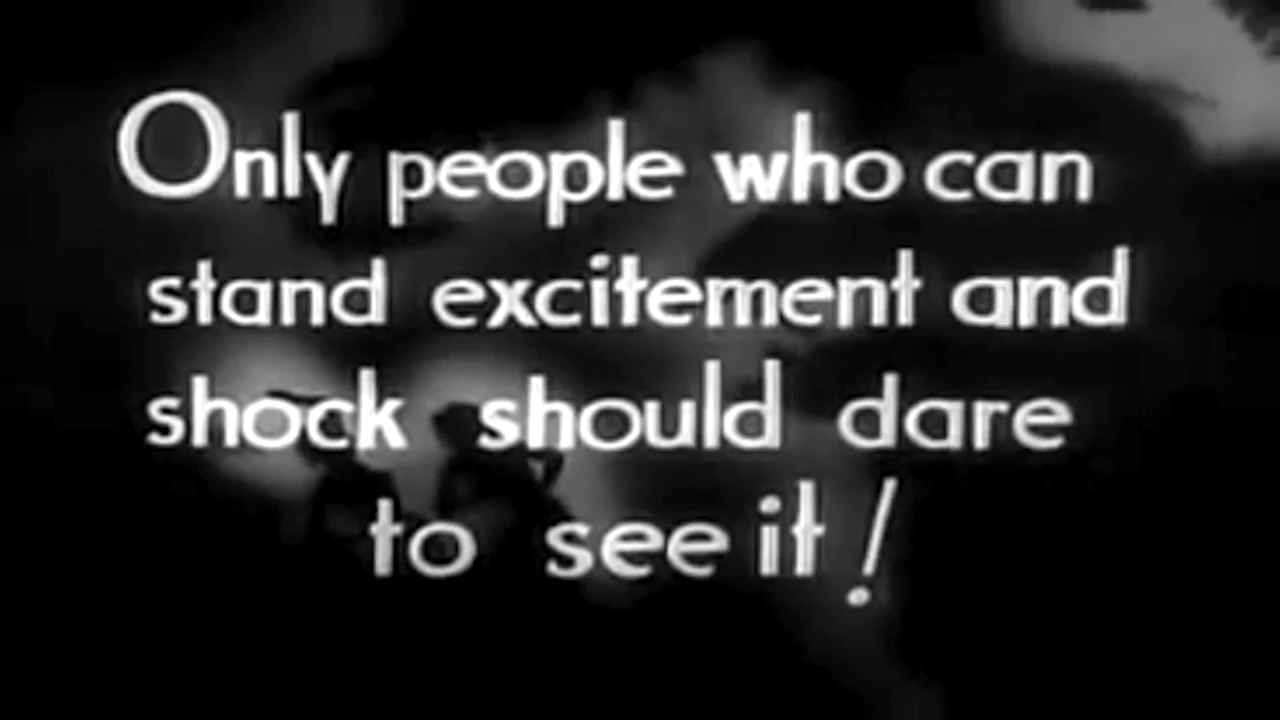 Only people who can
stand excitement and
shock should dare
to see it!